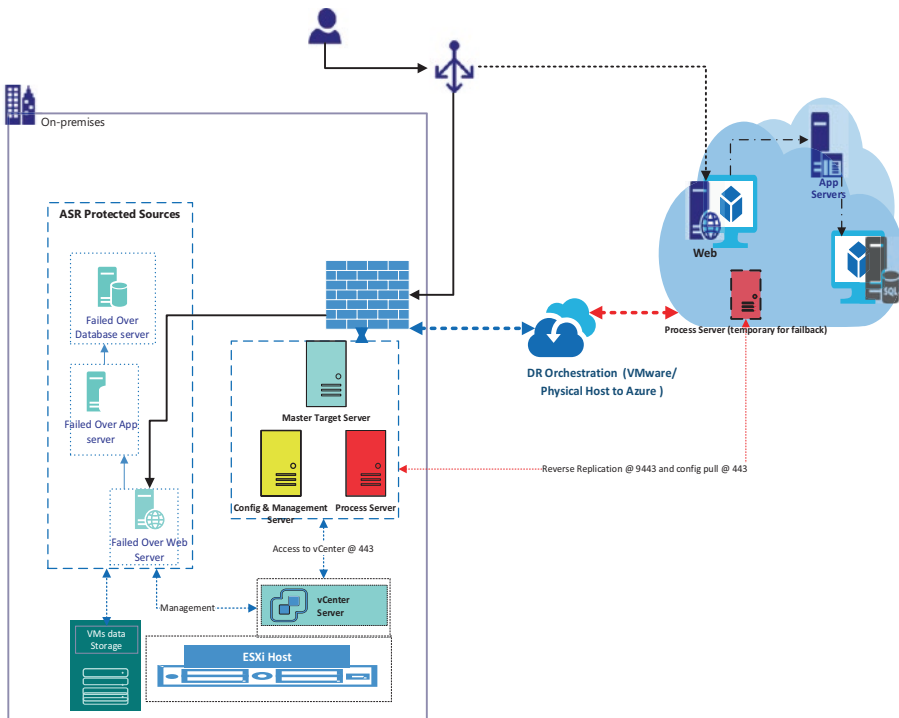 On-premises
ASR Protected Sources
Failed Over
Database server
Failed Over App
server
Failed Over Web
Server
Master Target Server
Config & Management
Server
Process Server
Access to vCenter @ 443
Management
vCenter
Server
VMs data
Storage
ESXi Host
DR Orchestration (VMware/
Physical Host to Azure )
Reverse Replication @ 9443 and config pull @ 443
Web
App
Servers
SQL
Process Server (temporary for failback)